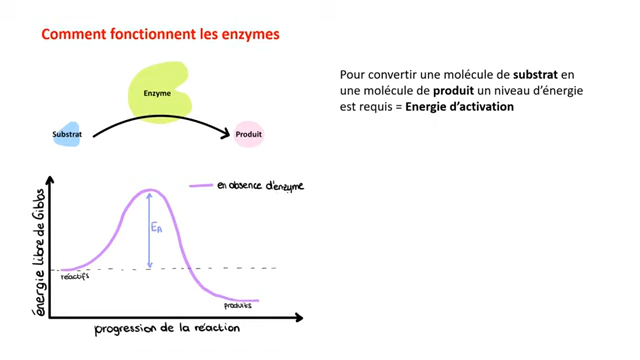 Comment fonctionnent les enzymes
Enzyme
Substrat
Produit
Pour convertir une molécule de substrat en
une molécule de produit un niveau d'énergie
est requis = Energie d'activation
en absence d'enzyme
EA
énergie libre de Gibbs
réactifs
produits
progression de la réaction